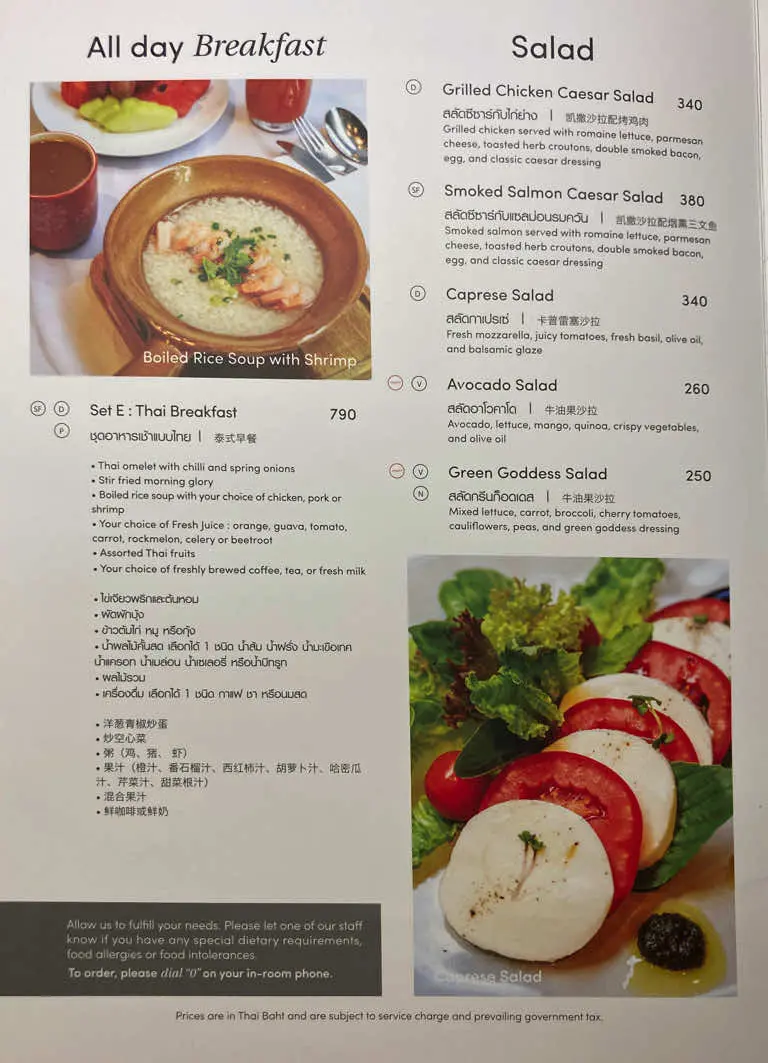 All day Breakfast
Boiled Rice Soup with Shrimp
SF D Set E : Thai Breakfast 790
P ชุดอาหารเช้าแบบไทย | 泰式早餐
• Thai omelet with chilli and spring onions
• Stir fried morning glory
• Boiled rice soup with your choice of chicken, pork or
shrimp
• Your choice of Fresh Juice : orange, guava, tomato,
carrot, rockmelon, celery or beetroot
• Assorted Thai fruits
• Your choice of freshly brewed coffee, tea, or fresh milk
• ไข่เจียวพริกและต้นหอม
• ผัดผักบุ้ง
• ข้าวต้มไก่ หมู หรือกุ้ง
• น้ำผลไม้คั้นสด เลือกได้ 1 ชนิด น้ำส้ม น้ำฝรั่ง น้ำมะเขือเทศ
น้ำแครอท น้ำเมล่อน น้ำเซเลอรี่ หรือน้ำบีทรูท
• ผลไม้รวม
• เครื่องดื่ม เลือกได้ 1 ชนิด กาแฟ ชา หรือนมสด
• 洋葱青椒炒蛋
• 炒空心菜
• 粥（鸡、猪、 虾）
• 果汁（橙汁、番石榴汁、西红柿汁、胡萝卜汁、哈密瓜
汁、芹菜汁、甜菜根汁）
• 混合果汁
• 鲜咖啡或鲜奶
Allow us to fulfill your needs. Please let one of our staff
know if you have any special dietary requirements,
food allergies or food intolerances.
To order, please dial "0" on your in-room phone.
Salad
D Grilled Chicken Caesar Salad 340
สลัดซีซาร์กับไก่ย่าง | 凯撒沙拉配烤鸡肉
Grilled chicken served with romaine lettuce, parmesan
cheese, toasted herb croutons, double smoked bacon,
egg, and classic caesar dressing
SF Smoked Salmon Caesar Salad 380
สลัดซีซาร์กับแซลมอนรมควัน | 凯撒沙拉配烟熏三文鱼
Smoked salmon served with romaine lettuce, parmesan
cheese, toasted herb croutons, double smoked bacon,
egg, and classic caesar dressing
D Caprese Salad 340
สลัดคาเปรเซ่ | 卡普雷塞沙拉
Fresh mozzarella, juicy tomatoes, fresh basil, olive oil,
and balsamic glaze
V Avocado Salad 260
สลัดอาโวคาโด | 牛油果沙拉
Avocado, lettuce, mango, quinoa, crispy vegetables,
and olive oil
V Green Goddess Salad 250
N สลัดกรีนก็อดเดส | 牛油果沙拉
Mixed lettuce, carrot, broccoli, cherry tomatoes,
cauliflowers, peas, and green goddess dressing
Caprese Salad
Prices are in Thai Baht and are subject to service charge and prevailing government tax.